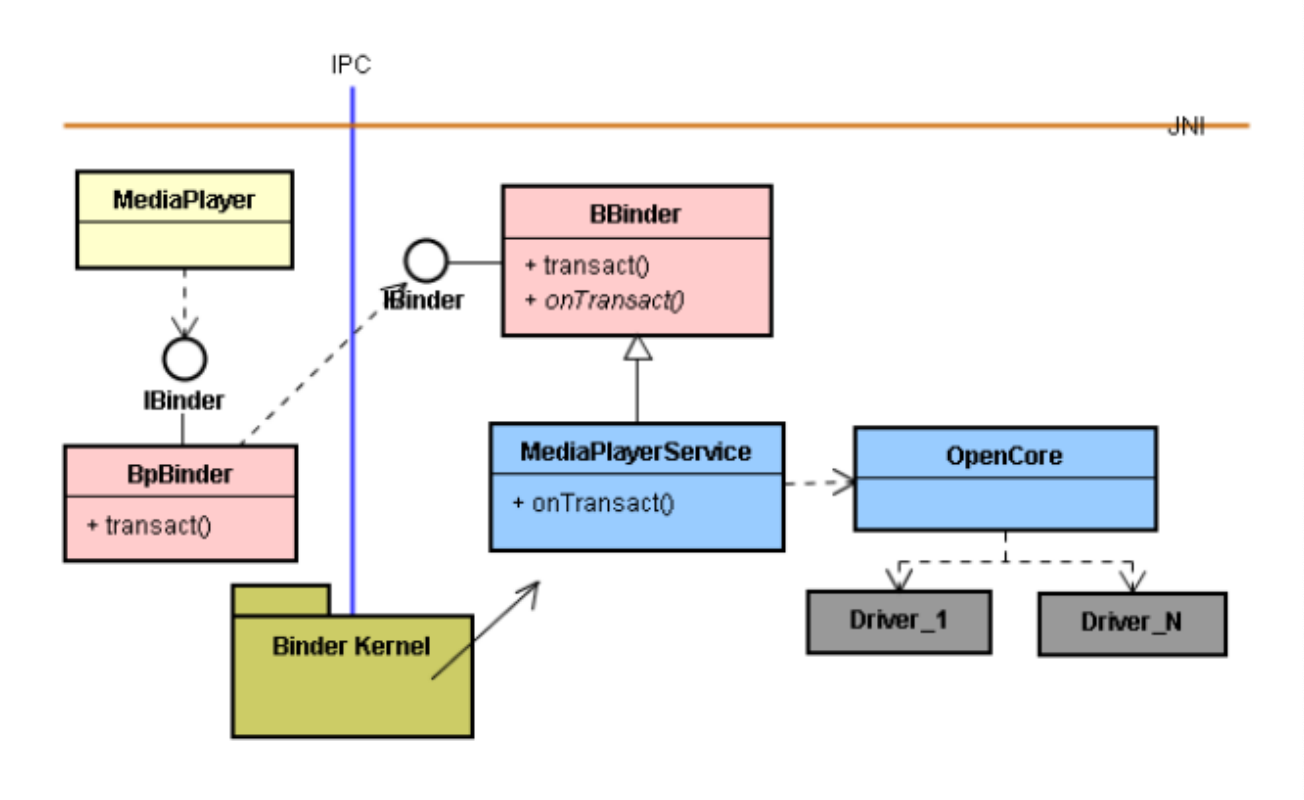 IPC
JNI
MediaPlayer
BBinder
+ transact()
+ onTransact()
IBinder
IBinder
BpBinder
+ transact()
MediaPlayerService
+ onTransact()
OpenCore
Driver_1
Driver_N
Binder Kernel